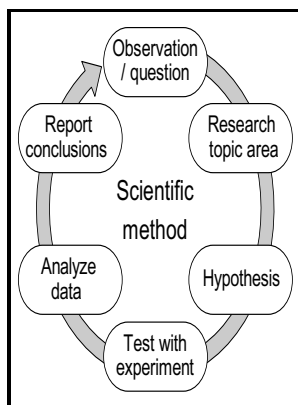 Observation
/ question
Research
topic area
Hypothesis
Test with
experiment
Analyze
data
Report
conclusions
Scientific
method